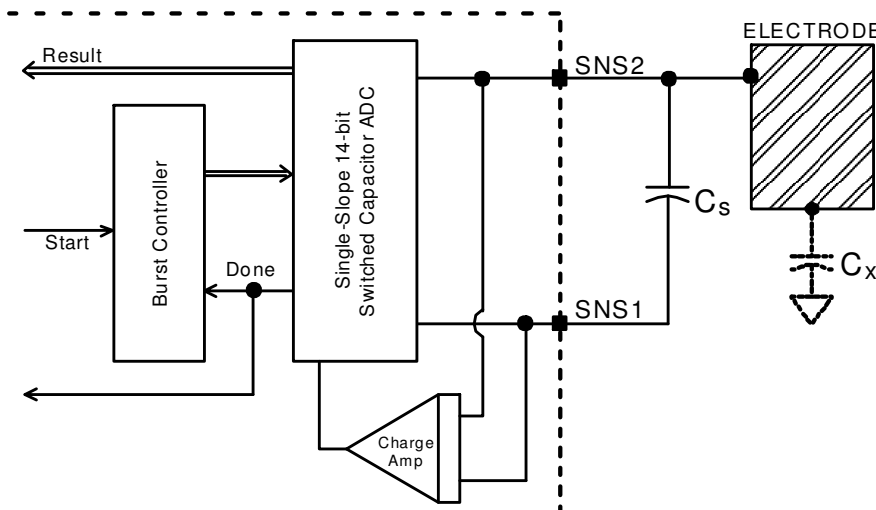 ELECTRODE
Result
SNS2
Single-Slope 14-bit
Switched Capacitor ADC
Burst Controller
Cs
Start
Done
Cx
SNS1
Charge
Amp